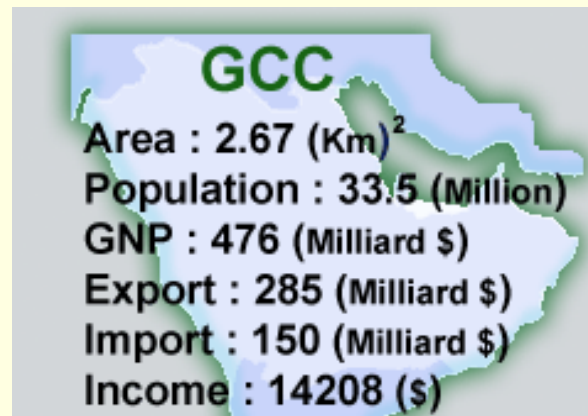 GCC
Area : 2.67 (Km)²
Population : 33.5 (Million)
GNP : 476 (Milliard $)
Export : 285 (Milliard $)
Import : 150 (Milliard $)
Income : 14208 ($)